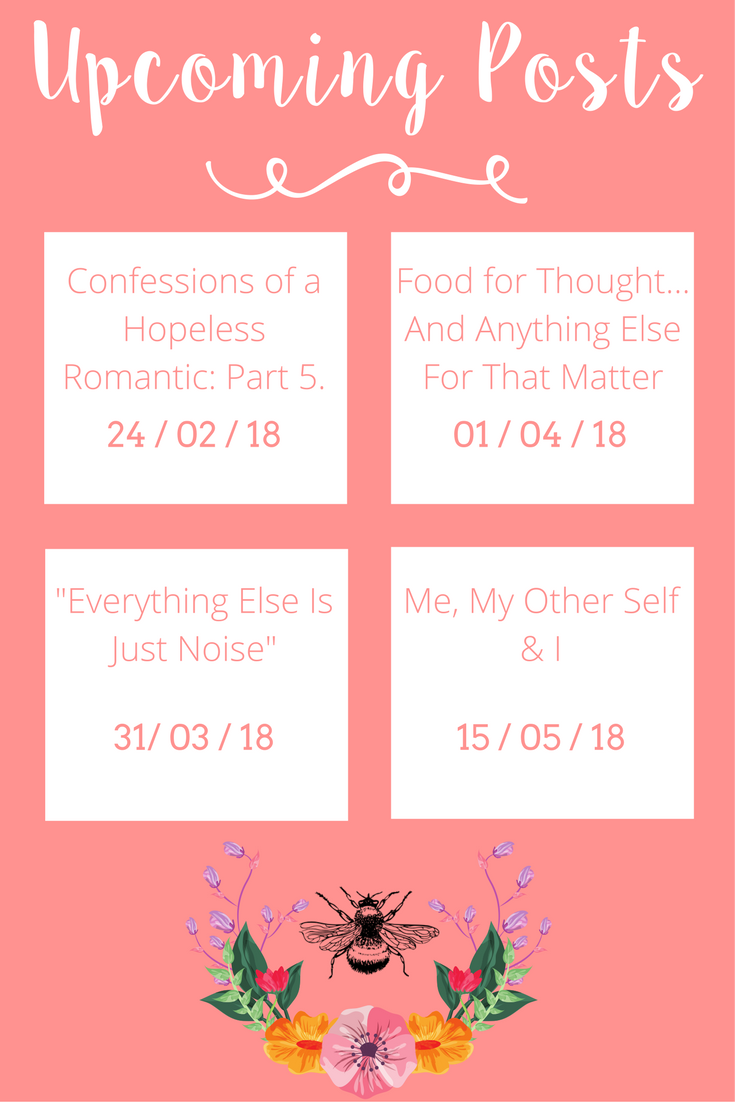 Upcoming Posts
Confessions of a
Hopeless
Romantic: Part 5.
24 / 02 / 18
Food for Thought...
And Anything Else
For That Matter
01 / 04 / 18
"Everything Else Is
Just Noise"
31/ 03 / 18
Me, My Other Self
& I
15 / 05 / 18